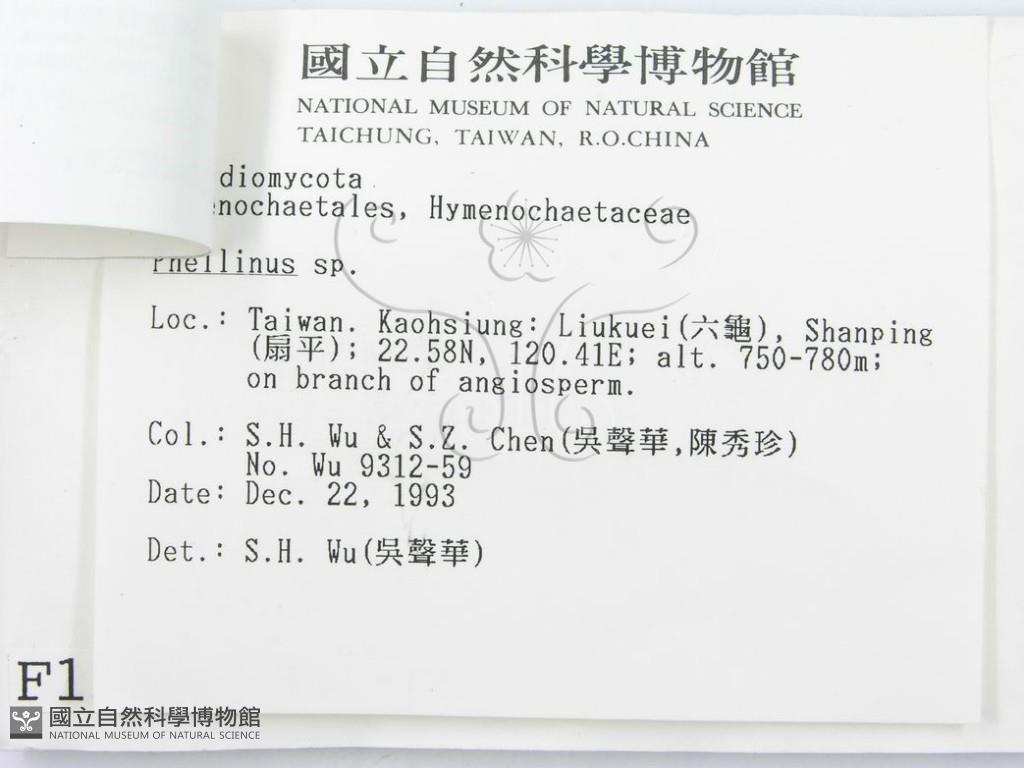 國立自然科學博物館
NATIONAL MUSEUM OF NATURAL SCIENCE
TAICHUNG, TAIWAN, R.O.CHINA
diomycota
enochaetales, Hymenochaetaceae
Phellinus sp.
Loc.: Taiwan. Kaohsiung: Liukuei(六龜), Shanping
(扇平); 22.58N, 120.41E; alt. 750-780m;
on branch of angiosperm.
Col.: S.H. Wu & S.Z. Chen(吳聲華,陳秀珍)
No. Wu 9312-59
Date: Dec. 22, 1993
Det.: S.H. Wu(吳聲華)
F1
國立自然科學博物館
NATIONAL MUSEUM OF NATURAL SCIENCE